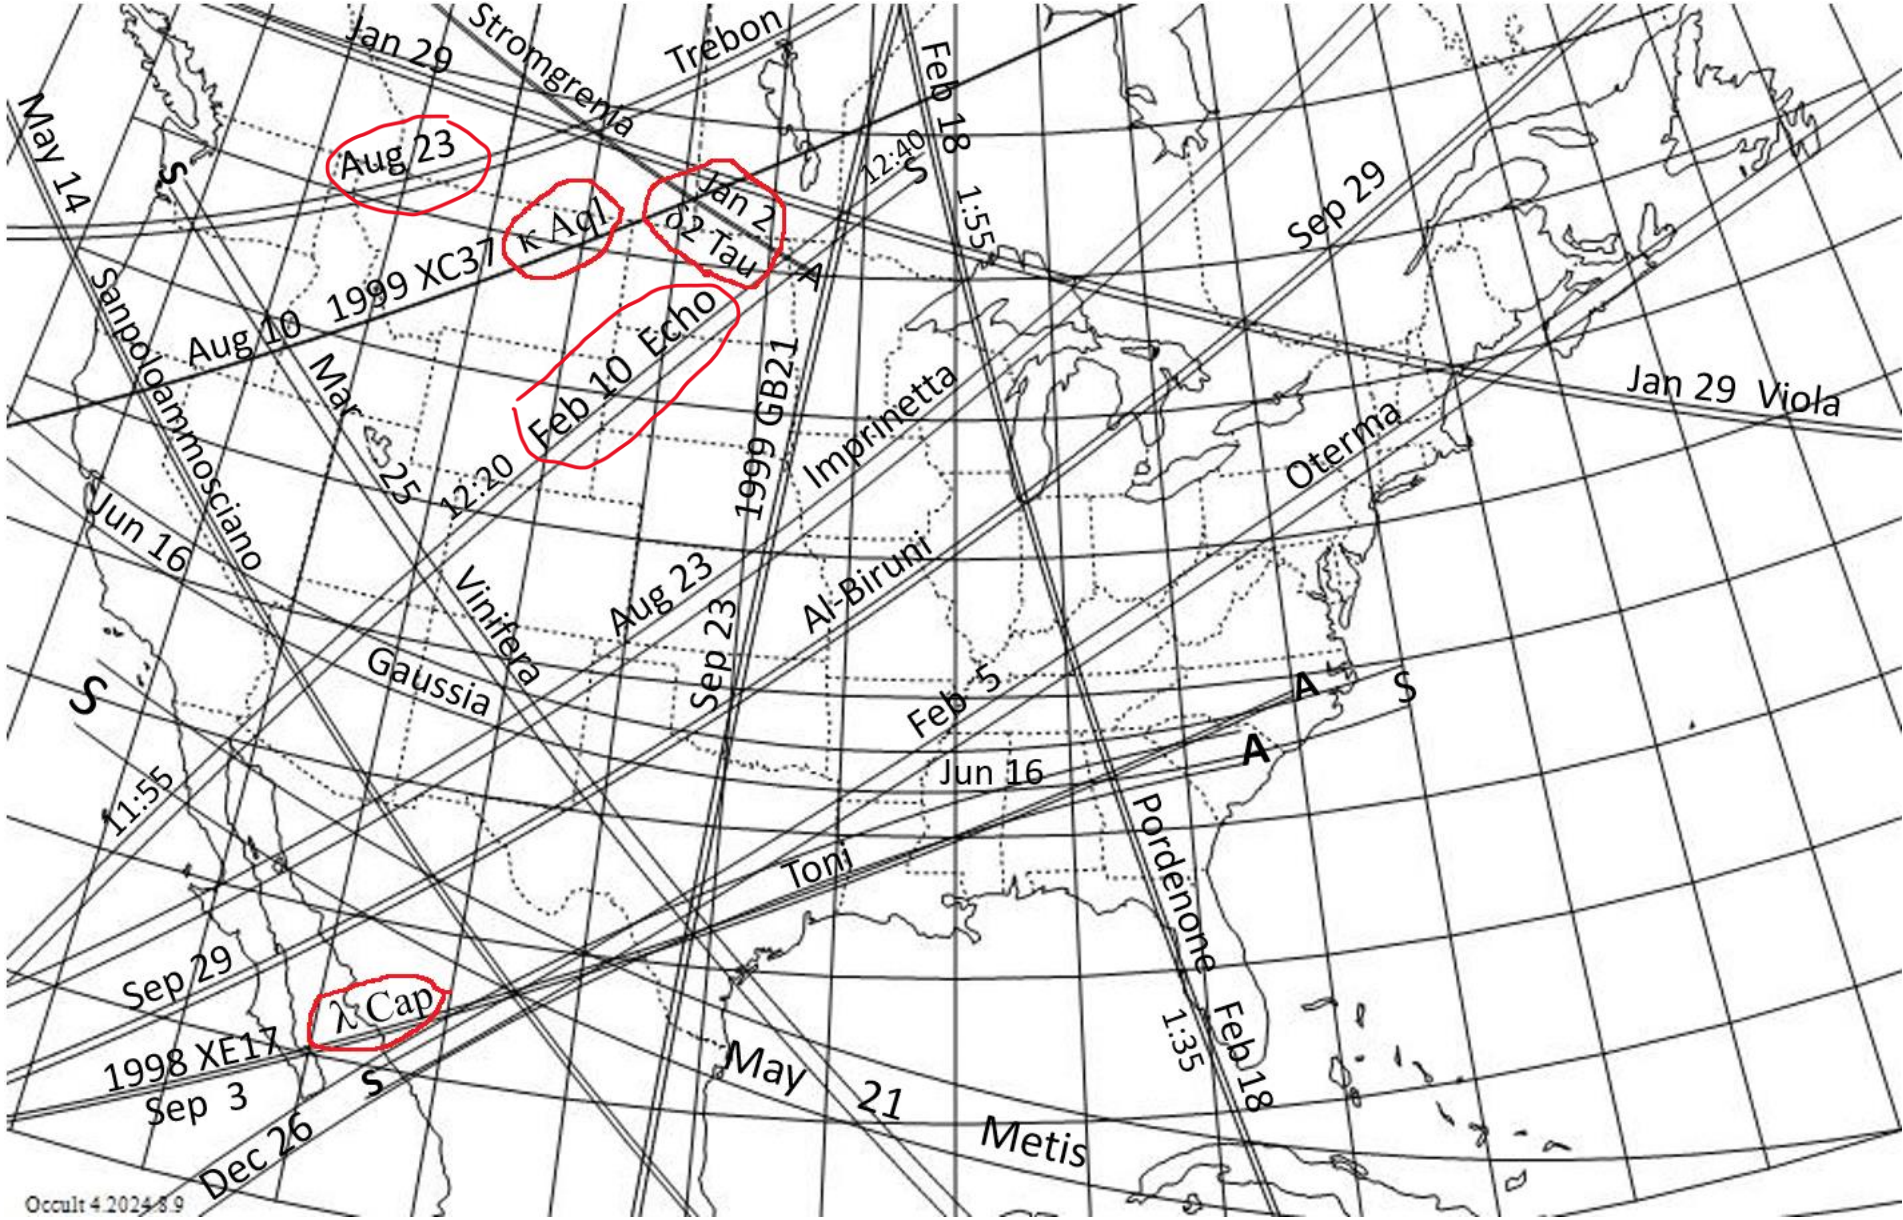 Jan 29
Stromgrenia
Trebon
Feb 18
May 14
Aug 23
12:40
S
S
κ Aql
Jan 2
δ2 Tau
1:55
Sep 29
A
1999 XC37
Aug 10
Sanpoloammosciano
Feb 10 Echo
Mar 25
12:20
1999 GB21
Imprinetta
Jan 29 Viola
Oterma
Jun 16
Vinifera
Aug 23
Al-Biruni
Sep 23
Gaussia
Feb 5
A
S
S
A
Jun 16
11:55
Toni
Pordenone
Sep 29
λ Cap
1998 XE17
Sep 3
S
1:35
Feb 18
May 21
Metis
Dec 26
Occult 4.2024.8.9